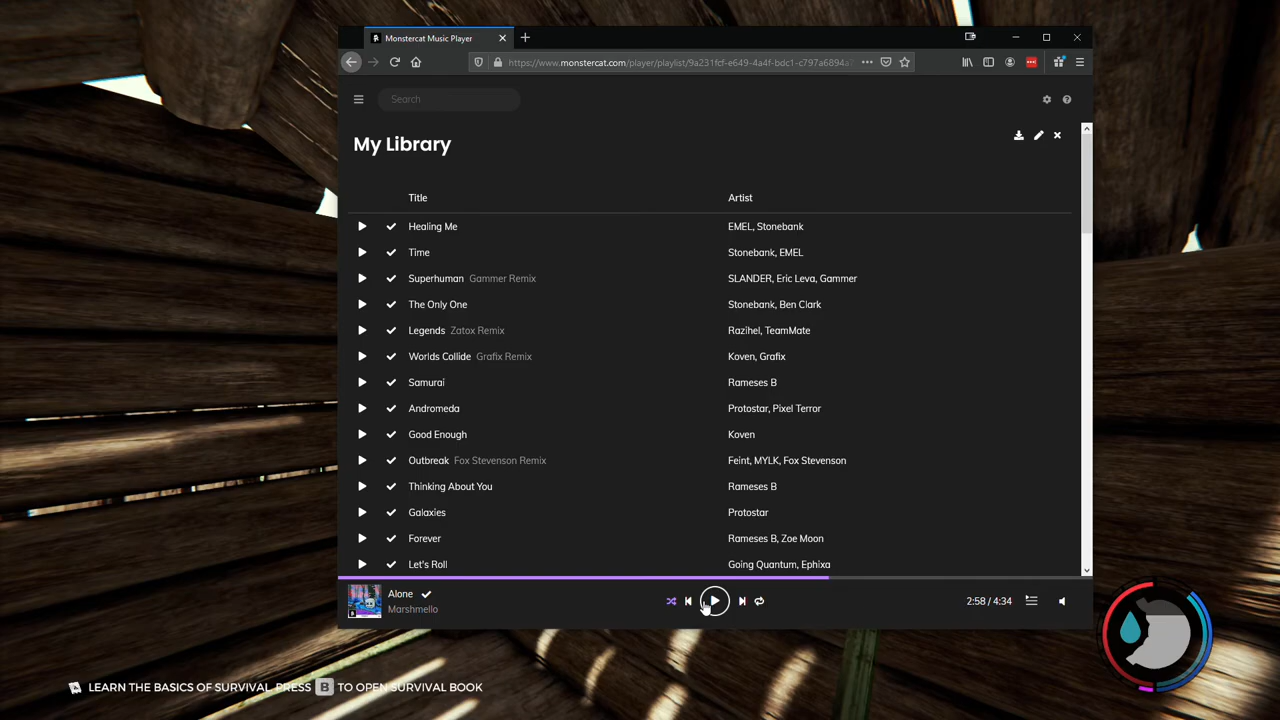 Monstercat Music Player
https://www.monstercat.com/player/playlist/9a231fcf-e649-4a4f-bdc1-c797a6894a7
Search
My Library
Title Artist
Healing Me EMEL, Stonebank
Time Stonebank, EMEL
Superhuman Gammer Remix SLANDER, Eric Leva, Gammer
The Only One Stonebank, Ben Clark
Legends Zatox Remix Razihel, TeamMate
Worlds Collide Grafix Remix Koven, Grafix
Samurai Rameses B
Andromeda Protostar, Pixel Terror
Good Enough Koven
Outbreak Fox Stevenson Remix Feint, MYLK, Fox Stevenson
Thinking About You Rameses B
Galaxies Protostar
Forever Rameses B, Zoe Moon
Let's Roll Going Quantum, Ephixa
Alone
Marshmello
2:58 / 4:34
LEARN THE BASICS OF SURVIVAL, PRESS B TO OPEN SURVIVAL BOOK